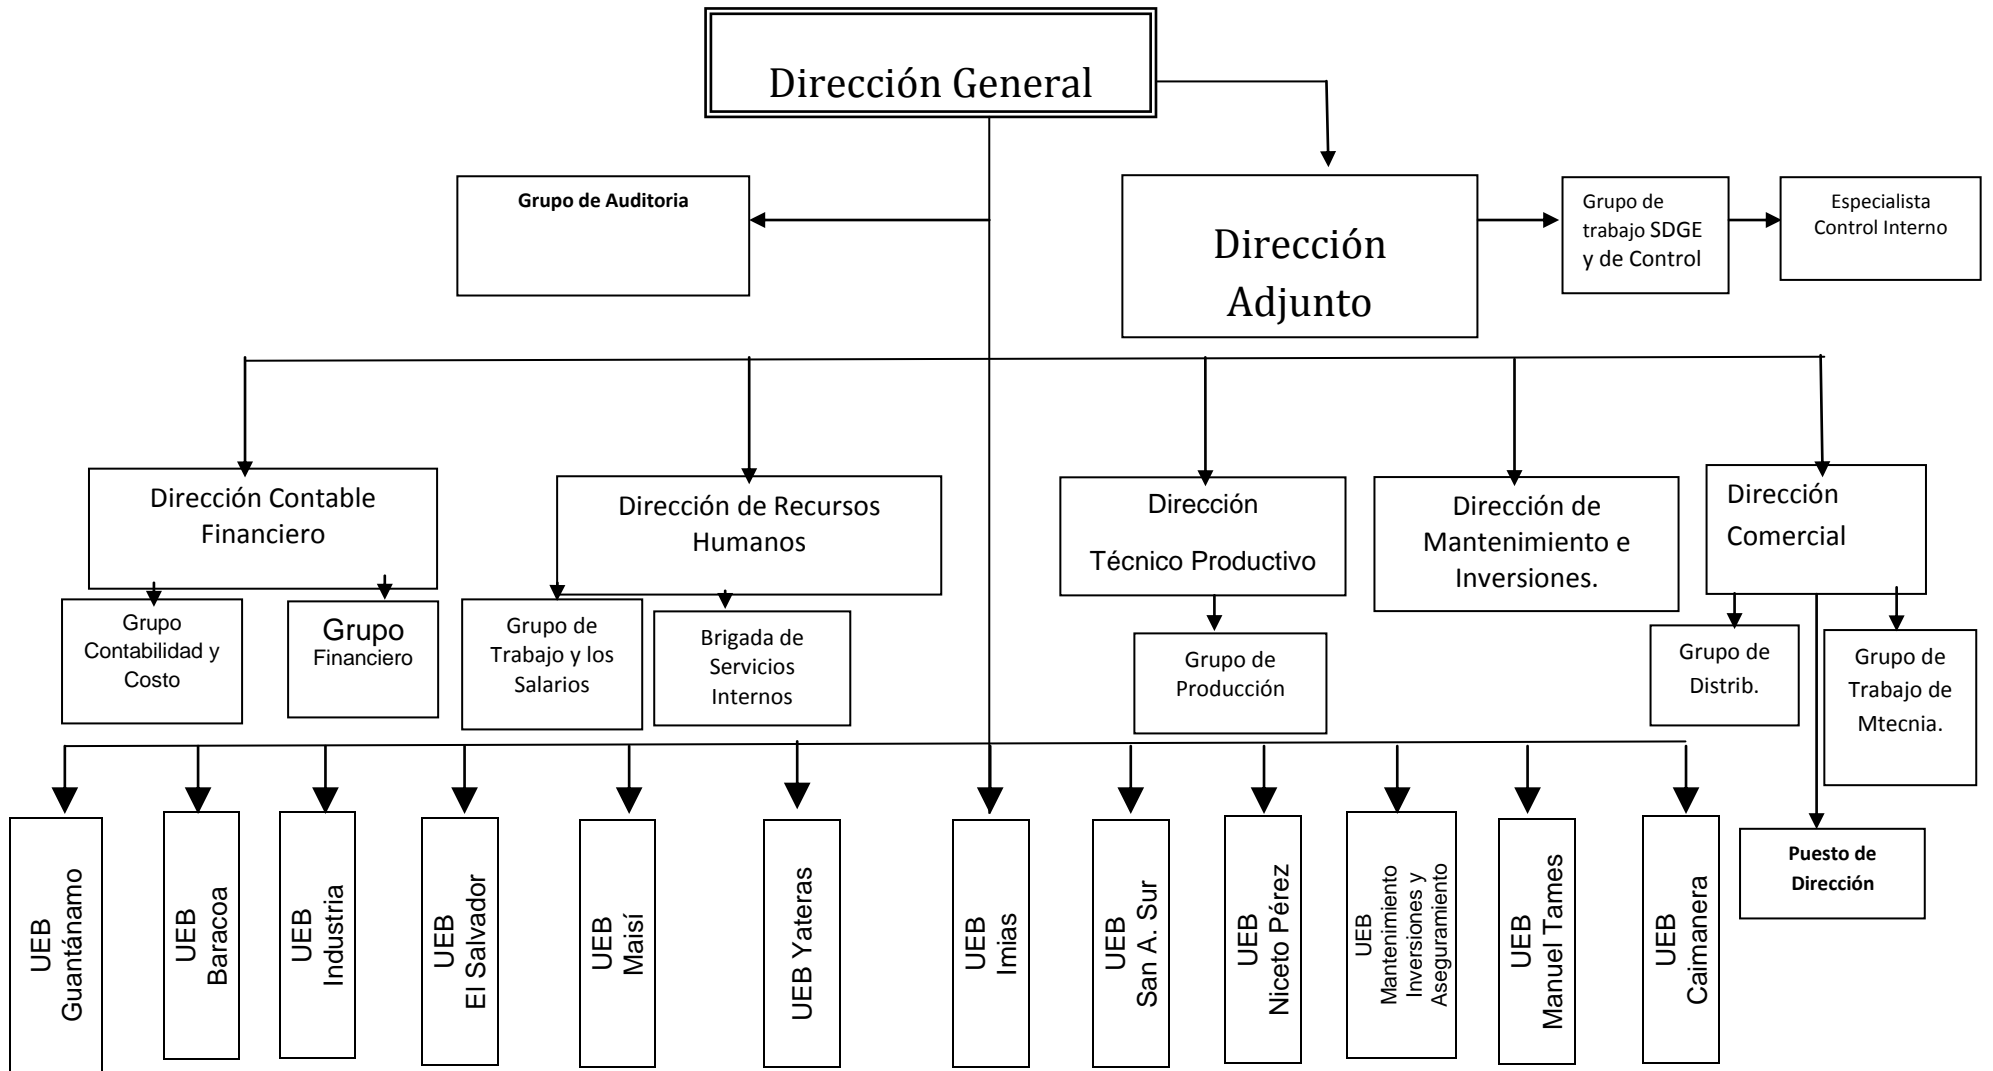 Dirección General
Grupo de Auditoria
Dirección
Adjunto
Grupo de
trabajo SDGE
y de Control
Especialista
Control Interno
Dirección Contable
Financiero
Dirección de Recursos
Humanos
Dirección
Técnico Productivo
Dirección de
Mantenimiento e
Inversiones.
Dirección
Comercial
Grupo
Contabilidad y
Costo
Grupo
Financiero
Grupo de
Trabajo y los
Salarios
Brigada de
Servicios
Internos
Grupo de
Producción
Grupo de
Distrib.
Grupo de
Trabajo de
Mtecnia.
Puesto de
Dirección
UEB
Guantánamo
UEB
Baracoa
UEB
Industria
UEB
El Salvador
UEB
Maisí
UEB Yateras
UEB
Imias
UEB
San A. Sur
UEB
Niceto Pérez
UEB
Mantenimiento
Inversiones y
Aseguramiento
UEB
Manuel Tames
UEB
Caimanera